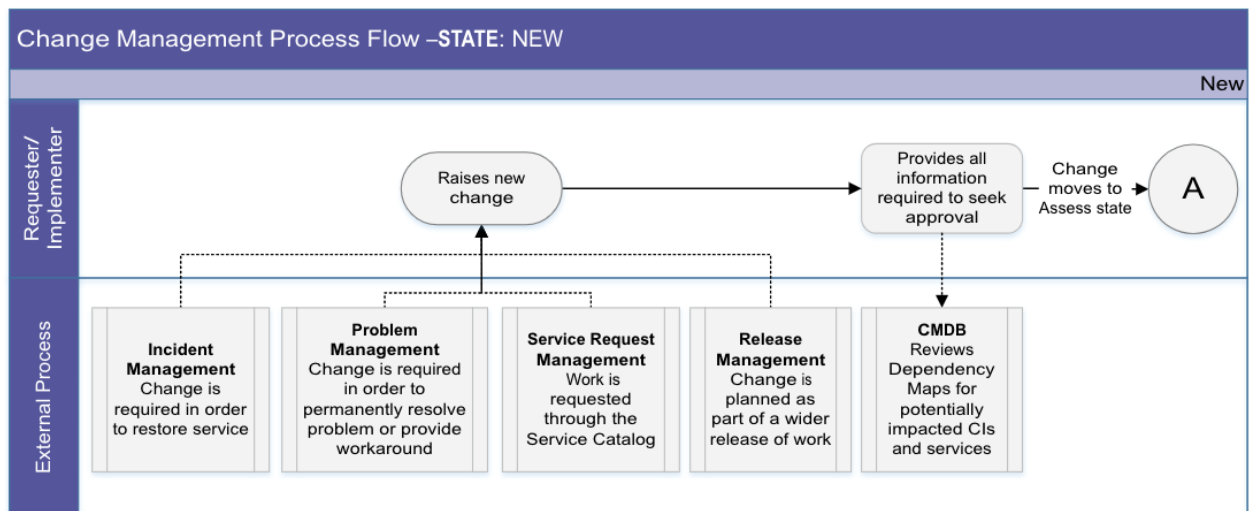 Change Management Process Flow –STATE: NEW
New
Requester/
Implementer
Raises new
change
Provides all
information
required to seek
approval
Change
moves to
Assess state
A
External Process
Incident
Management
Change is
required in order
to restore service
Problem
Management
Change is required
in order to
permanently resolve
problem or provide
workaround
Service Request
Management
Work is
requested
through the
Service Catalog
Release
Management
Change is
planned as
part of a wider
release of work
CMDB
Reviews
Dependency
Maps for
potentially
impacted CIs
and services